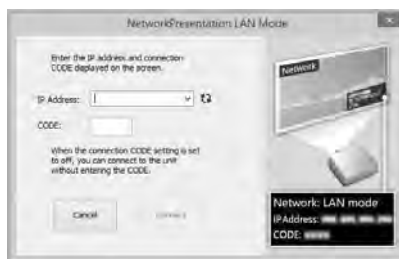 NetworkPresentation LAN Mode
Enter the IP address and connection
CODE displayed on the screen.
IP Address:
CODE:
When the connection CODE setting is set
to off, you can connect to the unit
without entering the CODE.
Cancel
Connect
Network
Network: LAN mode
IPAddress:
CODE: